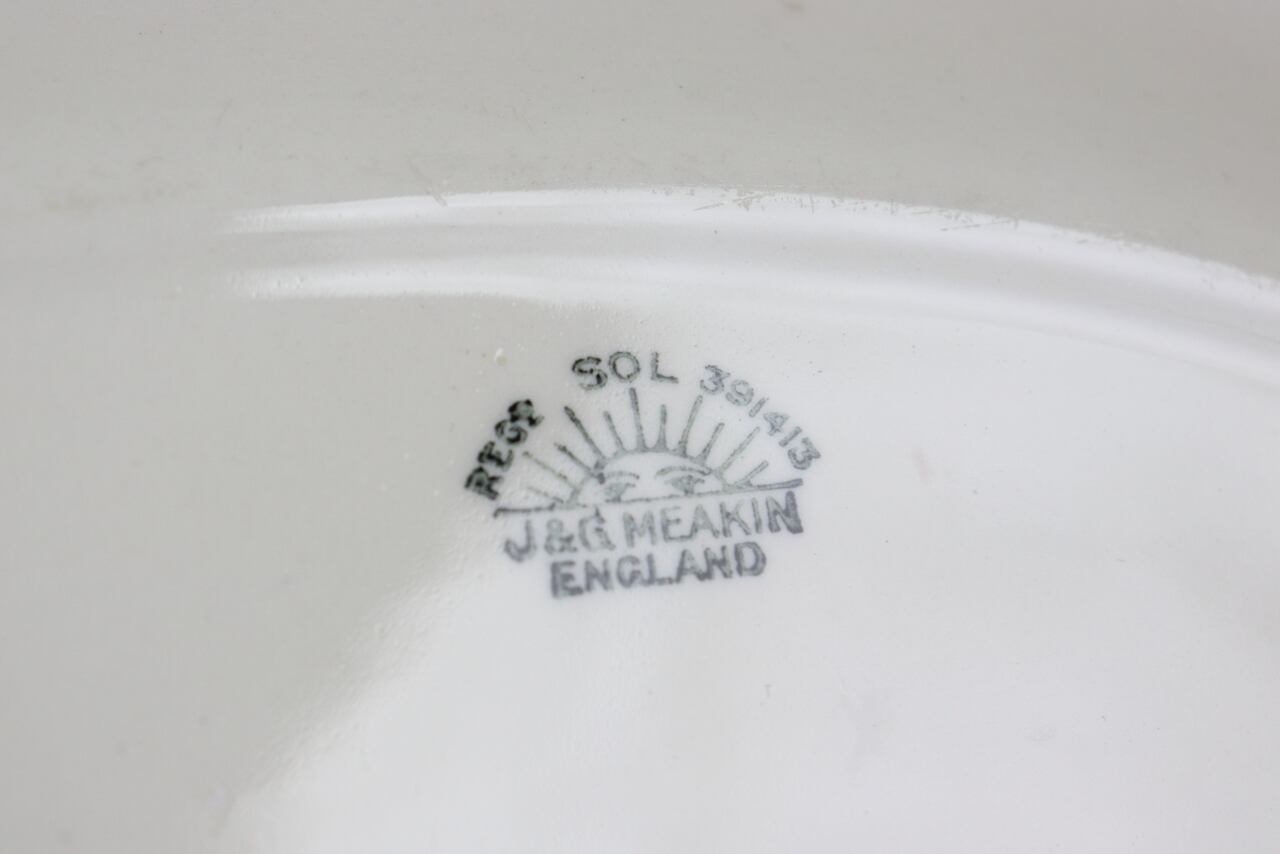 REGD SOL 391413
J&G MEAKIN
ENGLAND